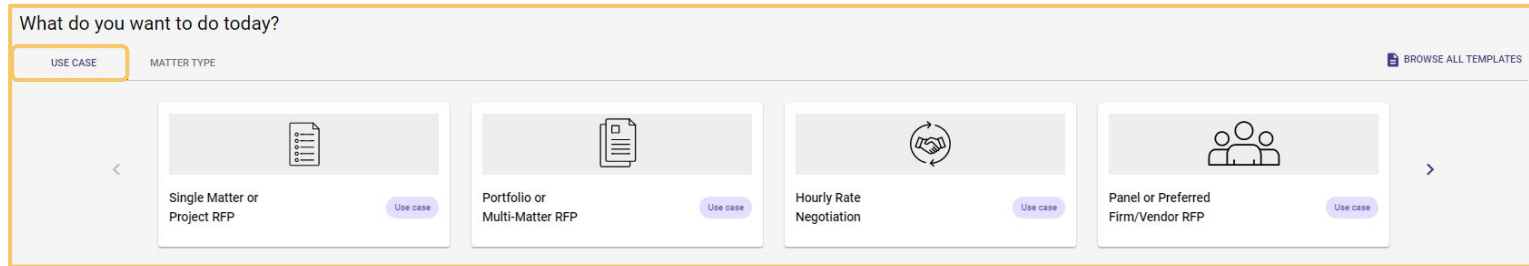 What do you want to do today?
USE CASE
MATTER TYPE
BROWSE ALL TEMPLATES
Single Matter or
Project RFP
Use case
Portfolio or
Multi-Matter RFP
Use case
Hourly Rate
Negotiation
Use case
Panel or Preferred
Firm/Vendor RFP
Use case